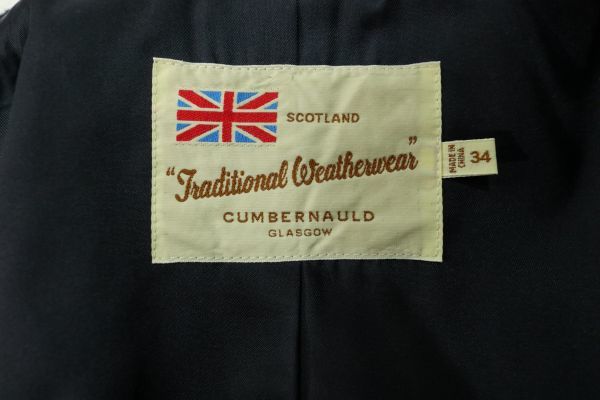 SCOTLAND
"Traditional Weatherwear"
CUMBERNAULD
GLASGOW
MADE IN
CHINA
34